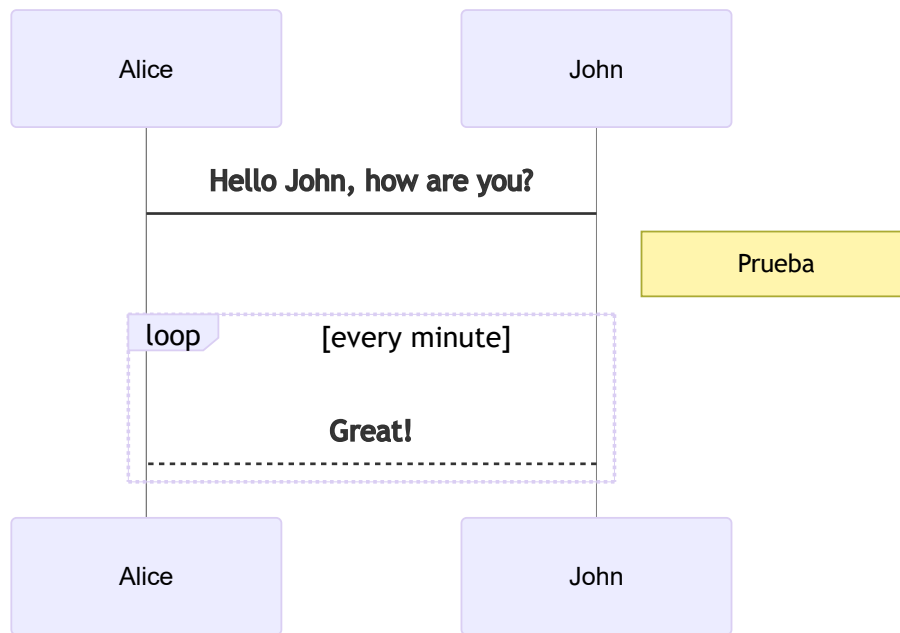 Alice
John
Hello John, how are you?
Prueba
loop
[every minute]
Great!
Alice
John